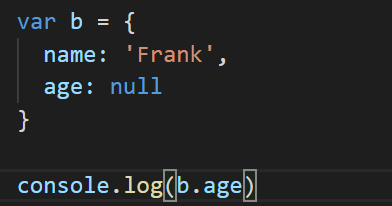 var b = {
  name: 'Frank',
  age: null
}

console.log(b.age)